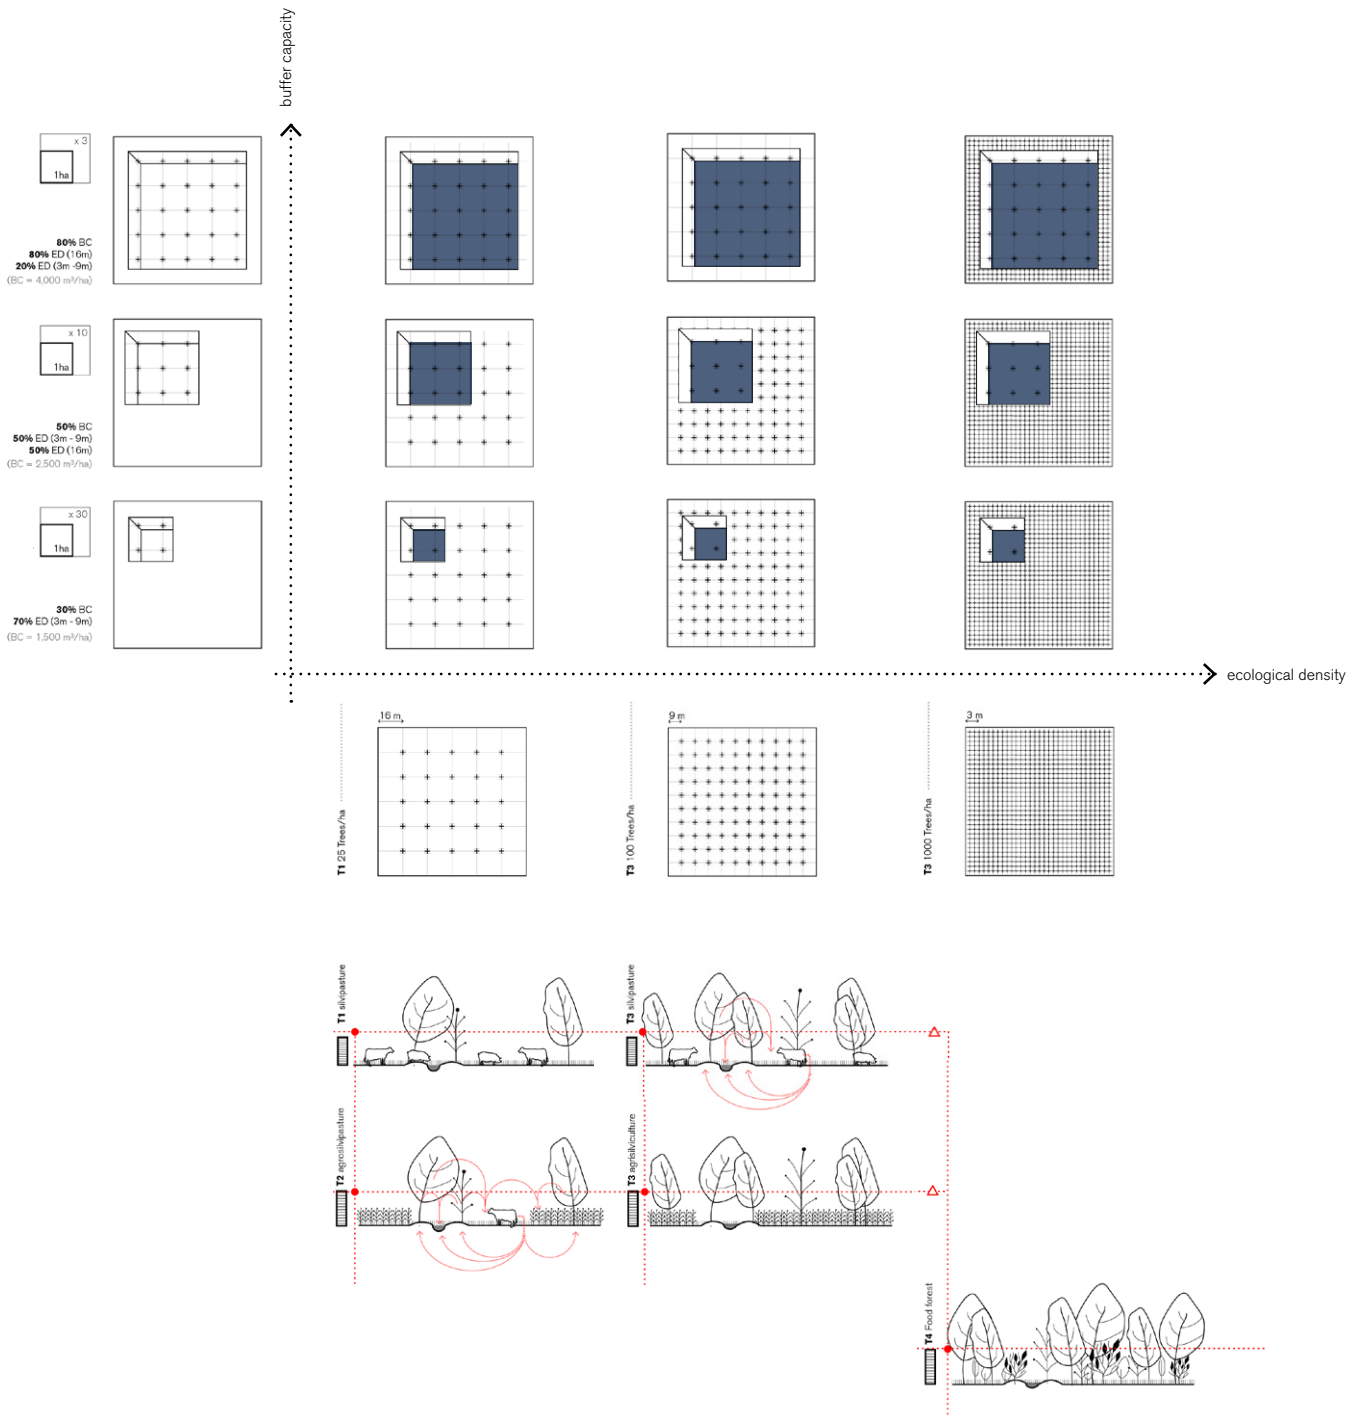 buffer capacity
x 3
1ha
80% BC
80% ED (16m)
20% ED (3m -9m)
(BC = 4,000 m³/ha)
x 10
1ha
50% BC
50% ED (3m - 9m)
50% ED (16m)
(BC = 2,500 m³/ha)
x 30
1ha
30% BC
70% ED (3m - 9m)
(BC = 1,500 m³/ha)
ecological density
16 m
9 m
3 m
T1 25 Trees/ha
T3 100 Trees/ha
T3 1000 Trees/ha
T1 silvipasture
T3 silvipasture
T2 agrosilvipasture
T3 agrisilviculture
T4 Food forest